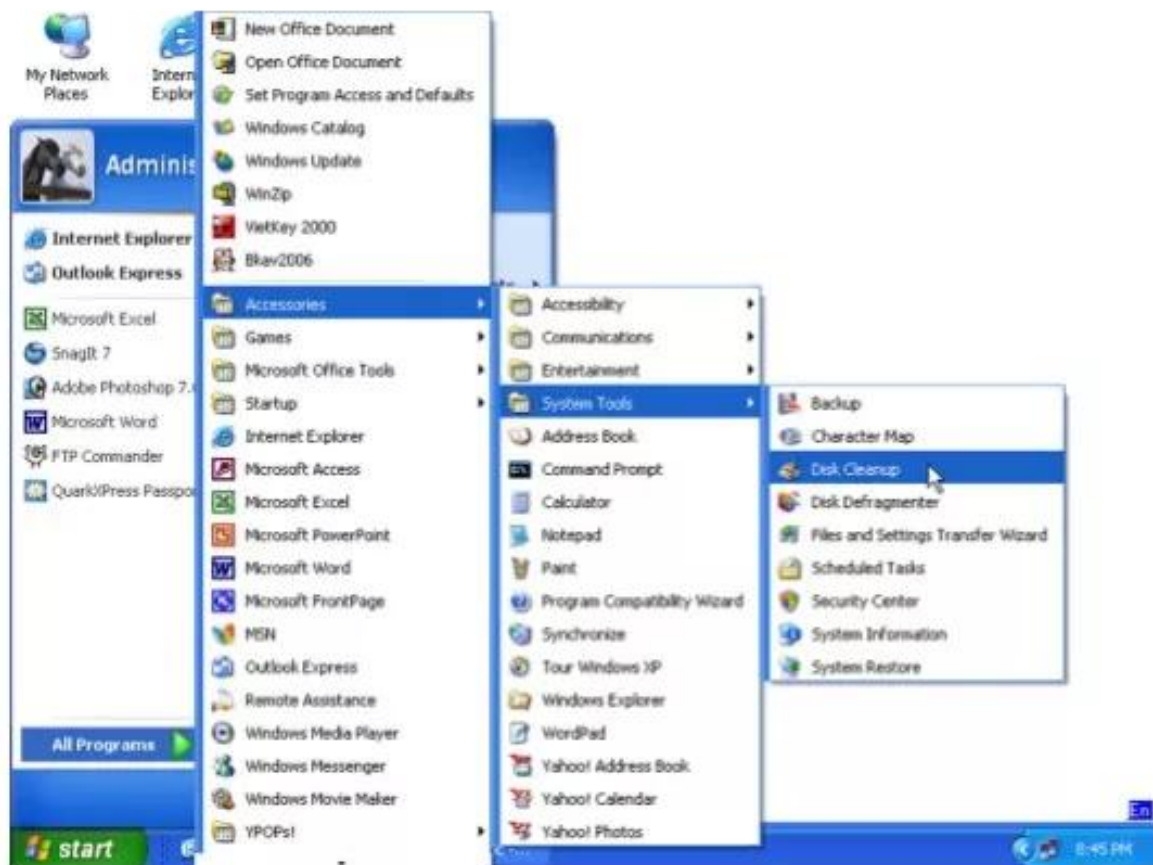 My Network
Places
Intern
Explor
Adminis
Internet Explorer
Outlook Express
Microsoft Excel
SnagIt 7
Adobe Photoshop 7.
Microsoft Word
FTP Commander
QuarkXPress Passpo
All Programs
start
New Office Document
Open Office Document
Set Program Access and Defaults
Windows Catalog
Windows Update
WinZip
VietKey 2000
Bkav2006
Accessories
Games
Microsoft Office Tools
Startup
Internet Explorer
Microsoft Access
Microsoft Excel
Microsoft PowerPoint
Microsoft Word
Microsoft FrontPage
MSN
Outlook Express
Remote Assistance
Windows Media Player
Windows Messenger
Windows Movie Maker
YPOPs!
Accessibility
Communications
Entertainment
System Tools
Address Book
Command Prompt
Calculator
Notepad
Paint
Program Compatibility Wizard
Synchronize
Tour Windows XP
Windows Explorer
WordPad
Yahoo! Address Book
Yahoo! Calendar
Yahoo! Photos
Backup
Character Map
Disk Cleanup
Disk Defragmenter
Files and Settings Transfer Wizard
Scheduled Tasks
Security Center
System Information
System Restore
En
8:45 PM